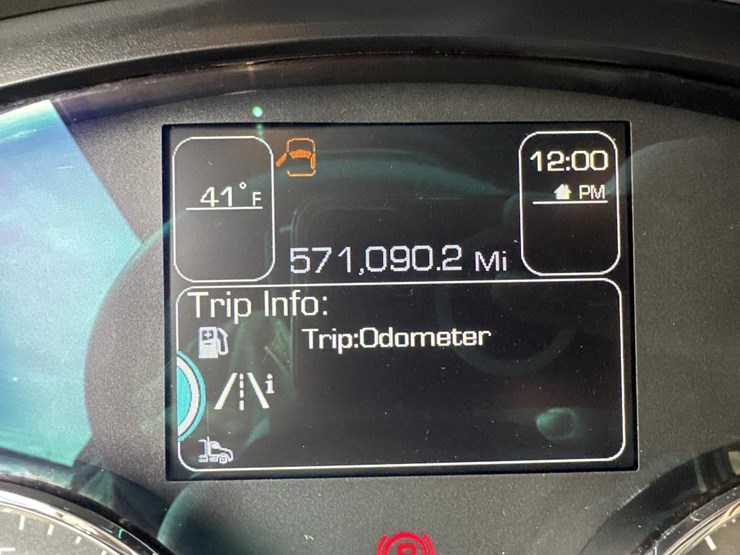 41°F
12:00
PM
571,090.2 Mi
Trip Info:
Trip:Odometer
i
P